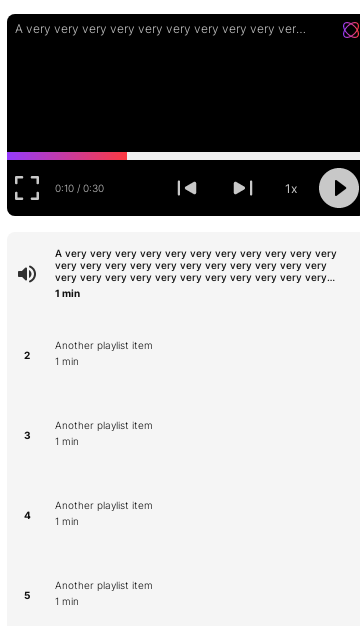 A very very very very very very very very very ver...
0:10 / 0:30
1x
A very very very very very very very very very very very
very very very very very very very very very very very
very very very very very very very very very very very...
1 min
2
Another playlist item
1 min
3
Another playlist item
1 min
4
Another playlist item
1 min
5
Another playlist item
1 min